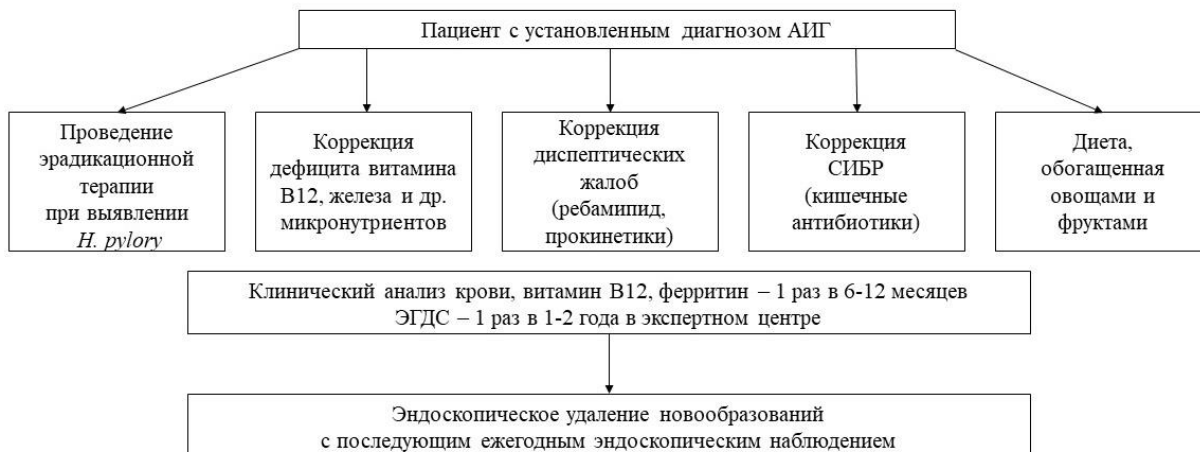 Пациент с установленным диагнозом АИГ
Проведение
эрадикационной
терапии
при выявлении
H. pylory
Коррекция
дефицита витамина
В12, железа и др.
микронутриентов
Коррекция
диспептических
жалоб
(ребамипид,
прокинетики)
Коррекция
СИБР
(кишечные
антибиотики)
Диета,
обогащенная
овощами и
фруктами
Клинический анализ крови, витамин В12, ферритин – 1 раз в 6-12 месяцев
ЭГДС – 1 раз в 1-2 года в экспертном центре
Эндоскопическое удаление новообразований
с последующим ежегодным эндоскопическим наблюдением